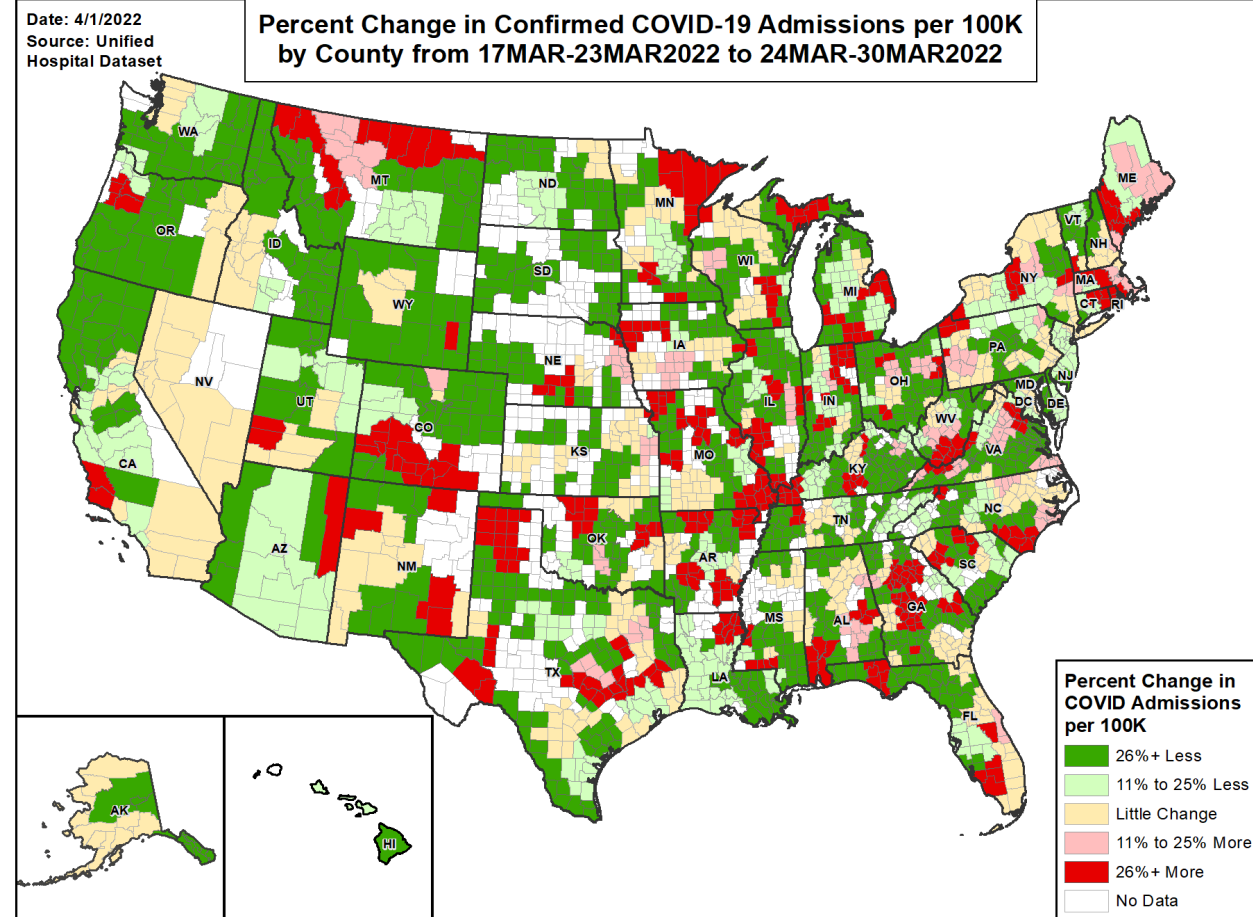 Date: 4/1/2022
Source: Unified
Hospital Dataset
Percent Change in Confirmed COVID-19 Admissions per 100K
by County from 17MAR-23MAR2022 to 24MAR-30MAR2022
WA
MT
ND
MN
ME
VT
NH
OR
ID
SD
WI
MI
NY
MA
CT
RI
WY
NE
IA
PA
NJ
NV
UT
CO
IL
IN
OH
MD
DC
DE
WV
CA
KS
MO
KY
VA
AZ
NM
OK
AR
TN
NC
SC
MS
AL
GA
TX
LA
FL
AK
HI
Percent Change in
COVID Admissions
per 100K
26%+ Less
11% to 25% Less
Little Change
11% to 25% More
26%+ More
No Data